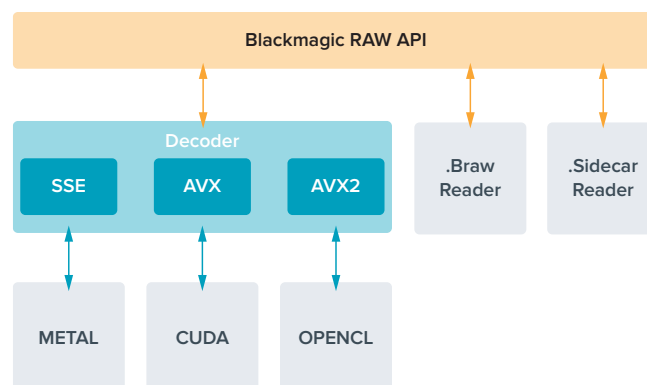 Blackmagic RAW API
Decoder
SSE
AVX
AVX2
.Braw
Reader
.Sidecar
Reader
METAL
CUDA
OPENCL